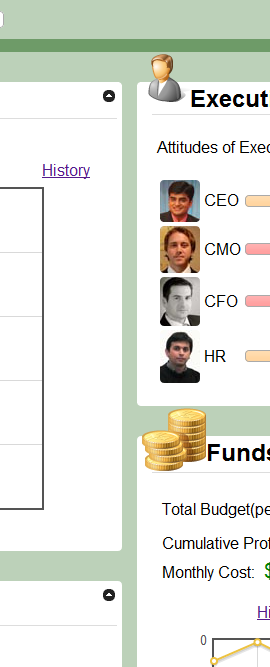 History
Execut
Attitudes of Exec
CEO
CMO
CFO
HR
Funds
Total Budget(pe
Cumulative Prof
Monthly Cost: $
Hi
0